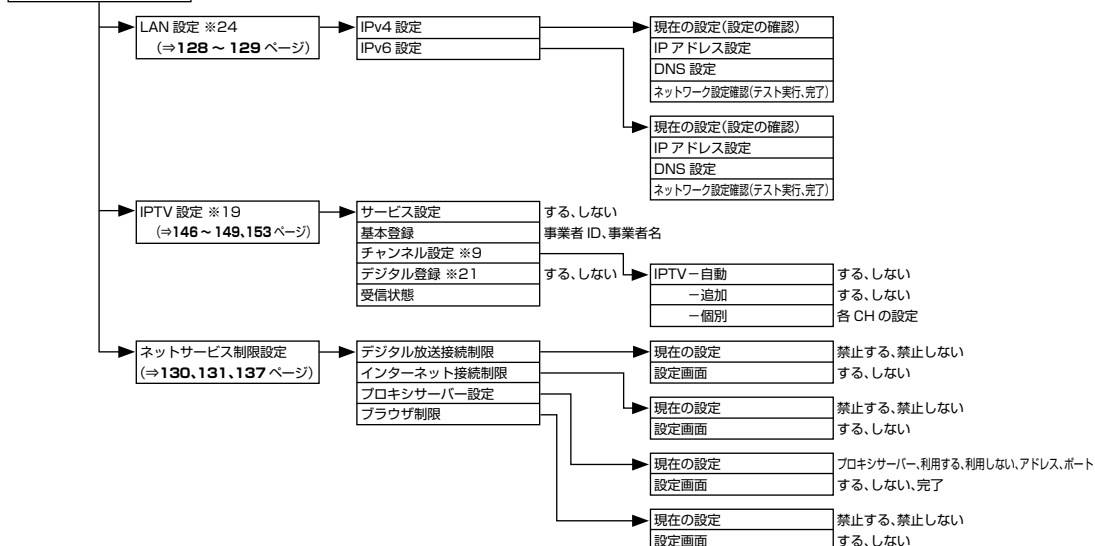 LAN 設定 ※24
(⇒128 ~ 129 ページ)
IPv4 設定
IPv6 設定
現在の設定(設定の確認)
IP アドレス設定
DNS 設定
ネットワーク設定確認(テスト実行、完了)
現在の設定(設定の確認)
IP アドレス設定
DNS 設定
ネットワーク設定確認(テスト実行、完了)
IPTV 設定 ※19
(⇒146 ~ 149、153 ページ)
サービス設定 する、しない
基本登録 事業者 ID、事業者名
チャンネル設定 ※9
デジタル登録 ※21 する、しない
受信状態
IPTV-自動 する、しない
-追加 する、しない
-個別 各 CH の設定
ネットサービス制限設定
(⇒130、131、137 ページ)
デジタル放送接続制限
インターネット接続制限
プロキシサーバー設定
ブラウザ制限
現在の設定 禁止する、禁止しない
設定画面 する、しない
現在の設定 禁止する、禁止しない
設定画面 する、しない
現在の設定 プロキシサーバー、利用する、利用しない、アドレス、ポート
設定画面 する、しない、完了
現在の設定 禁止する、禁止しない
設定画面 する、しない